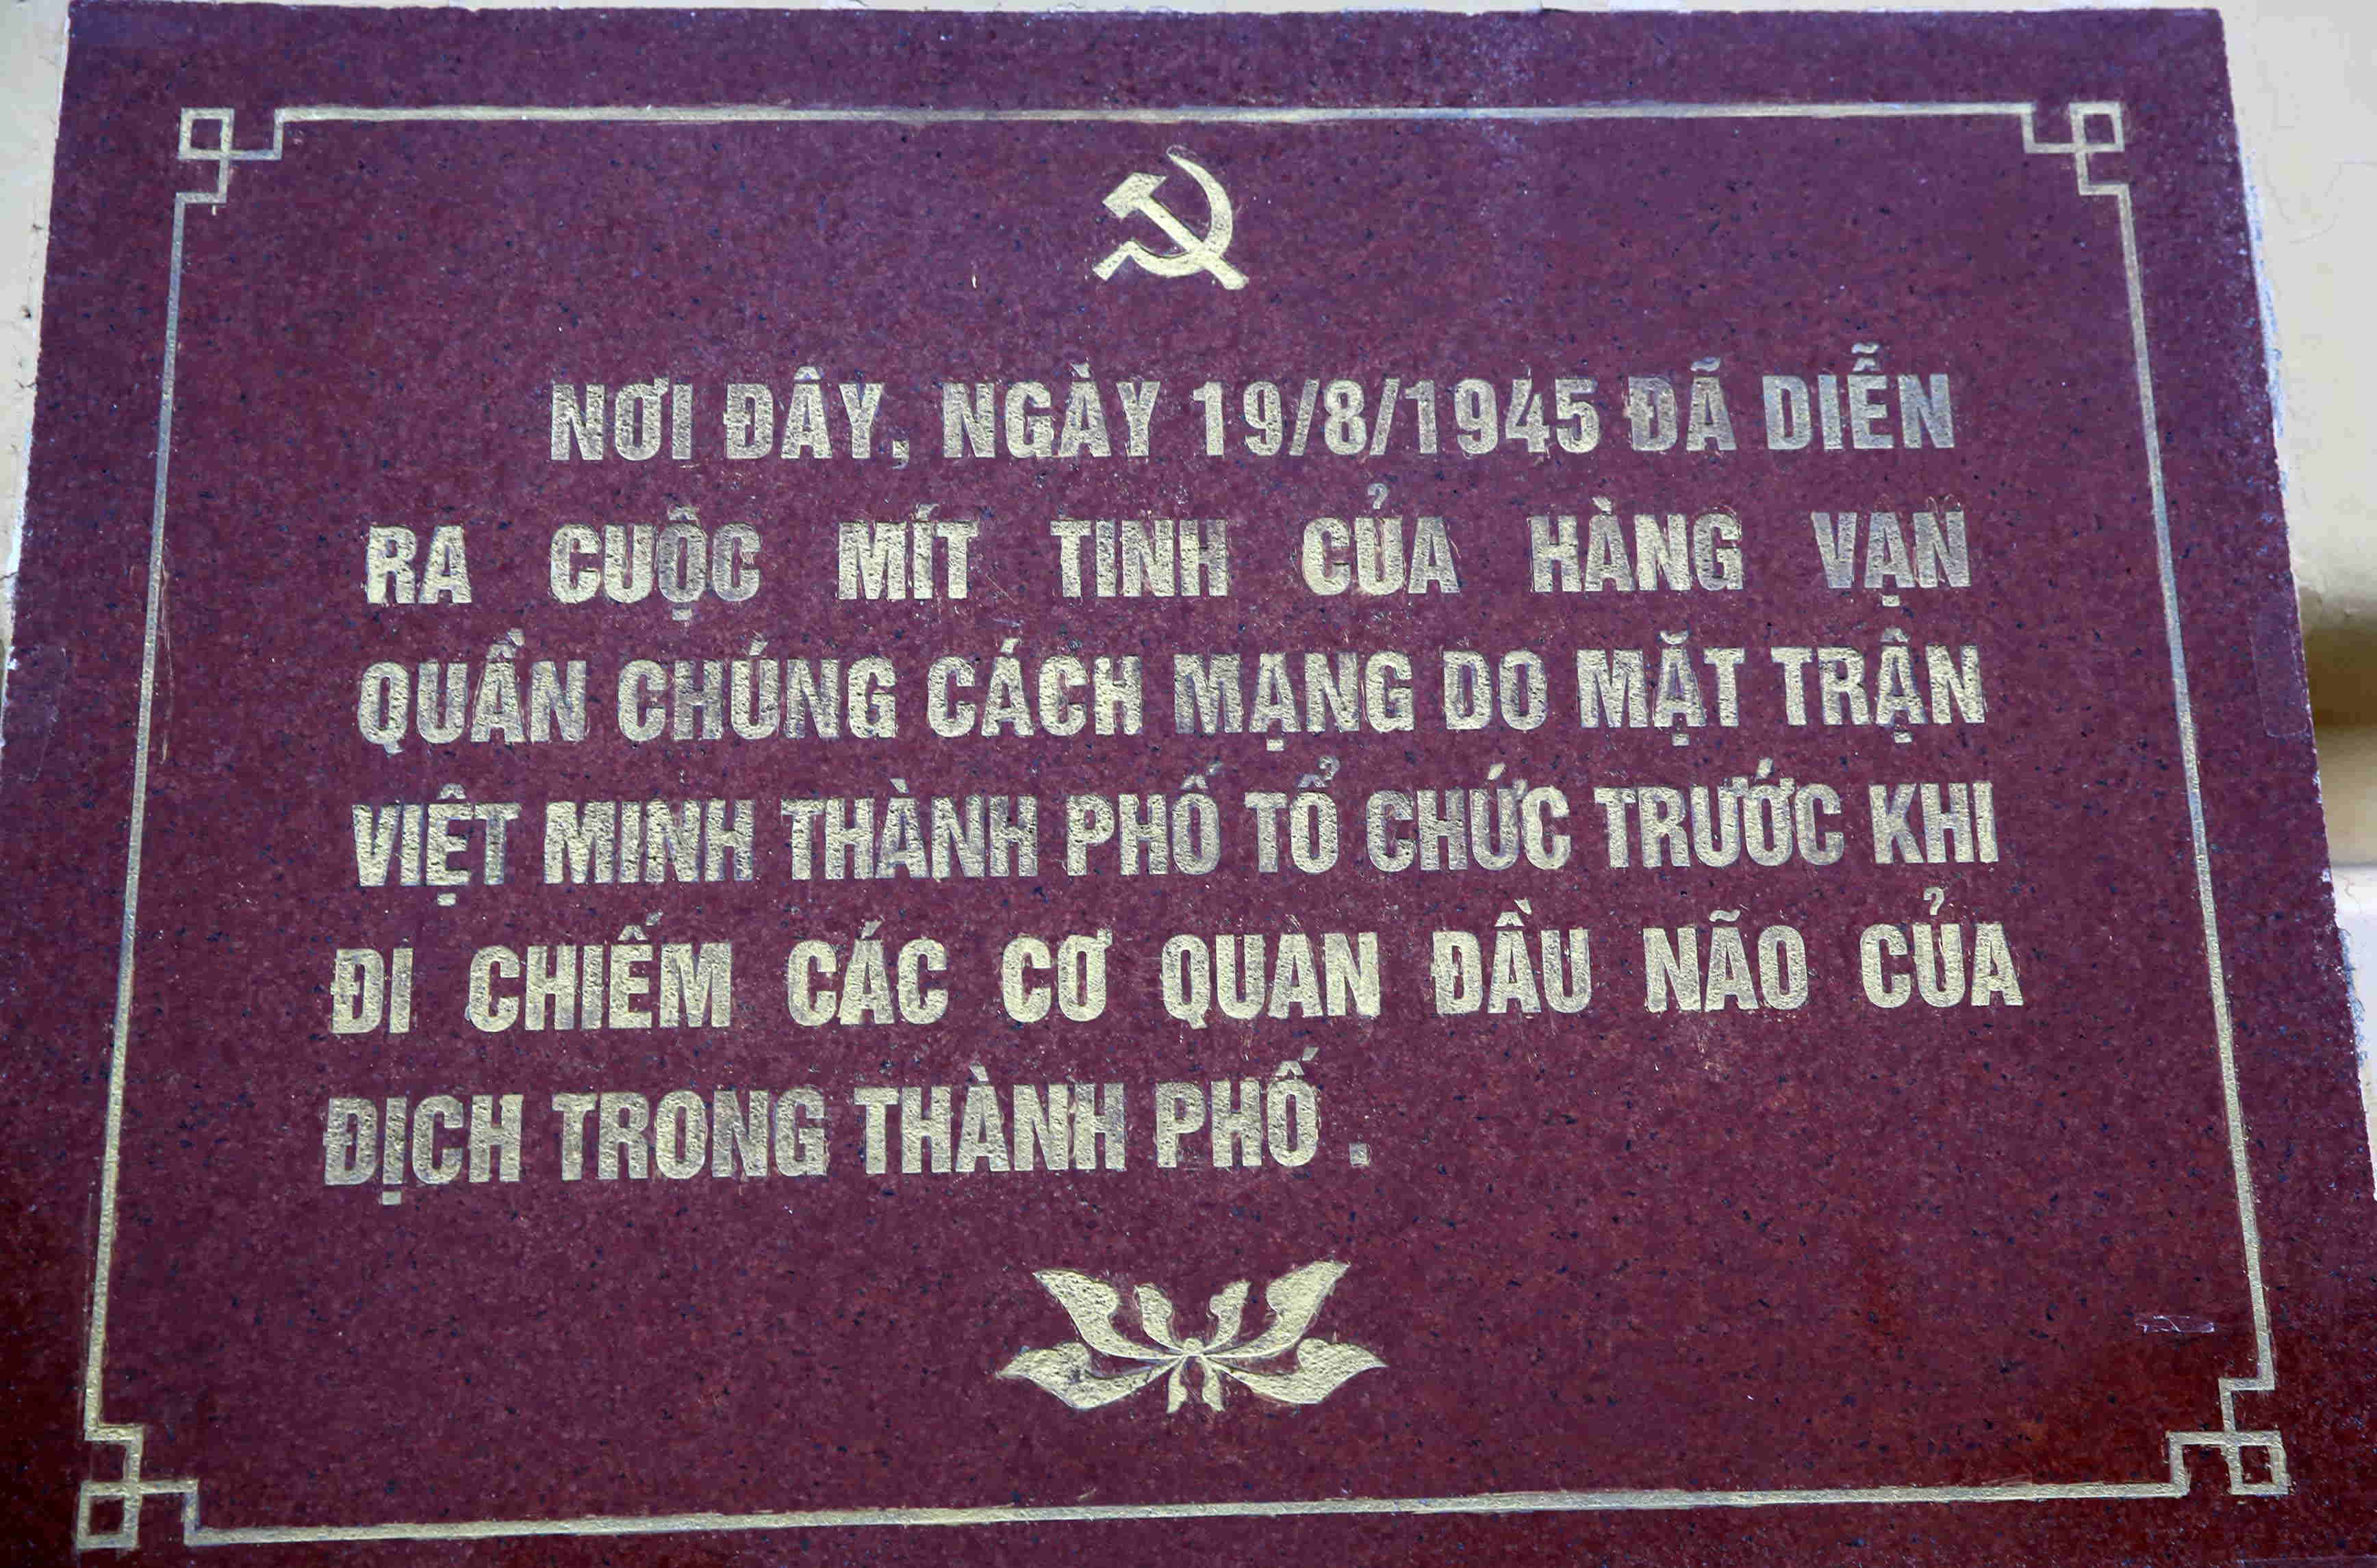 NƠI ĐÂY, NGÀY 19/8/1945 ĐÃ DIỄN
RA CUỘC MÍT TINH CỦA HÀNG VẠN
QUẦN CHÚNG CÁCH MẠNG DO MẶT TRẬN
VIỆT MINH THÀNH PHỐ TỔ CHỨC TRƯỚC KHI
ĐI CHIẾM CÁC CƠ QUAN ĐẦU NÃO CỦA
ĐỊCH TRONG THÀNH PHỐ .